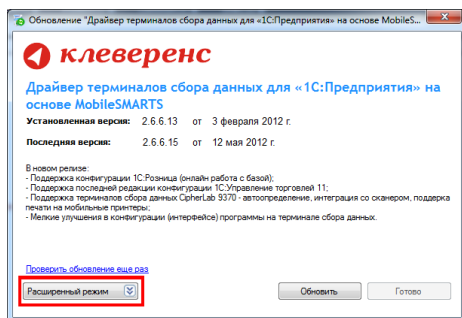 Обновление "Драйвер терминалов сбора данных для «1С:Предприятия» на основе MobileS...
клеверенс
Драйвер терминалов сбора данных для «1С:Предприятия» на
основе MobileSMARTS
Установленная версия: 2.6.6.13 от 3 февраля 2012 г.
Последняя версия: 2.6.6.15 от 12 мая 2012 г.
В новом релизе:
- Поддержка конфигурации 1С:Розница (онлайн работа с базой);
- Поддержка последней редакции конфигурации 1С:Управление торговлей 11;
- Поддержка терминалов сбора данных CipherLab 9370 - автоопределение, интеграция со сканером, поддерка
печати на мобильные принтеры;
- Мелкие улучшения в конфигурации (интерфейсе) программы на терминале сбора данных.
Проверить обновление еще раз
Расширенный режим
Обновить
Готово